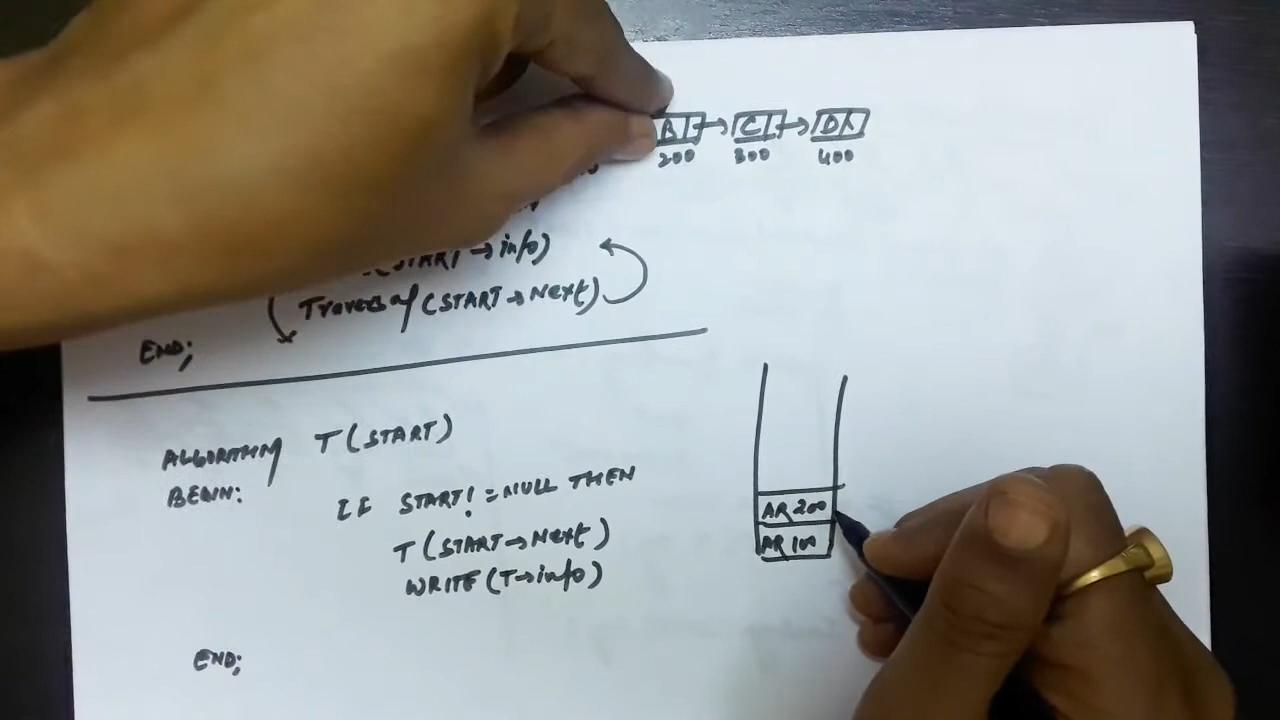 B C D
200 300 400
(START→info)
Traversal (START→Next)
END;
ALGORITHM T(START)
BEGIN:
IF START! = NULL THEN
T(START→Next)
WRITE(T→info)
END;
AR 200
AR 100